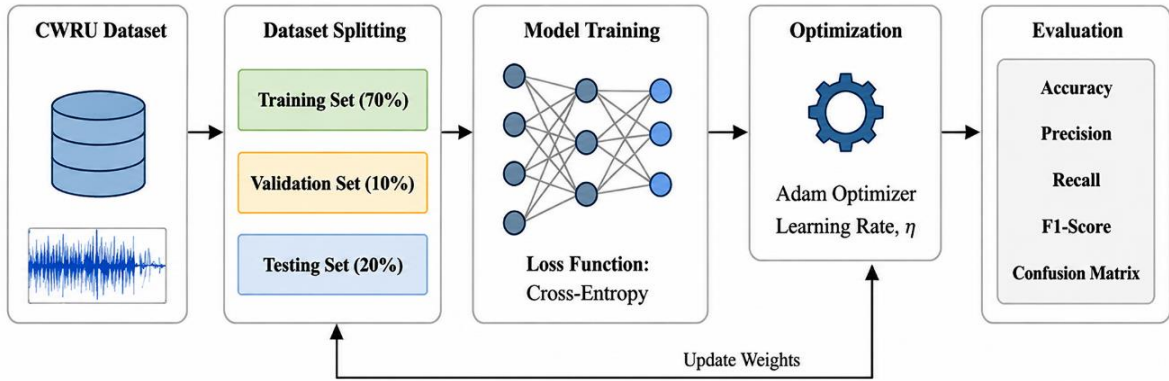 CWRU Dataset
Dataset Splitting
Training Set (70%)
Validation Set (10%)
Testing Set (20%)
Model Training
Loss Function:
Cross-Entropy
Optimization
Adam Optimizer
Learning Rate, η
Evaluation
Accuracy
Precision
Recall
F1-Score
Confusion Matrix
Update Weights